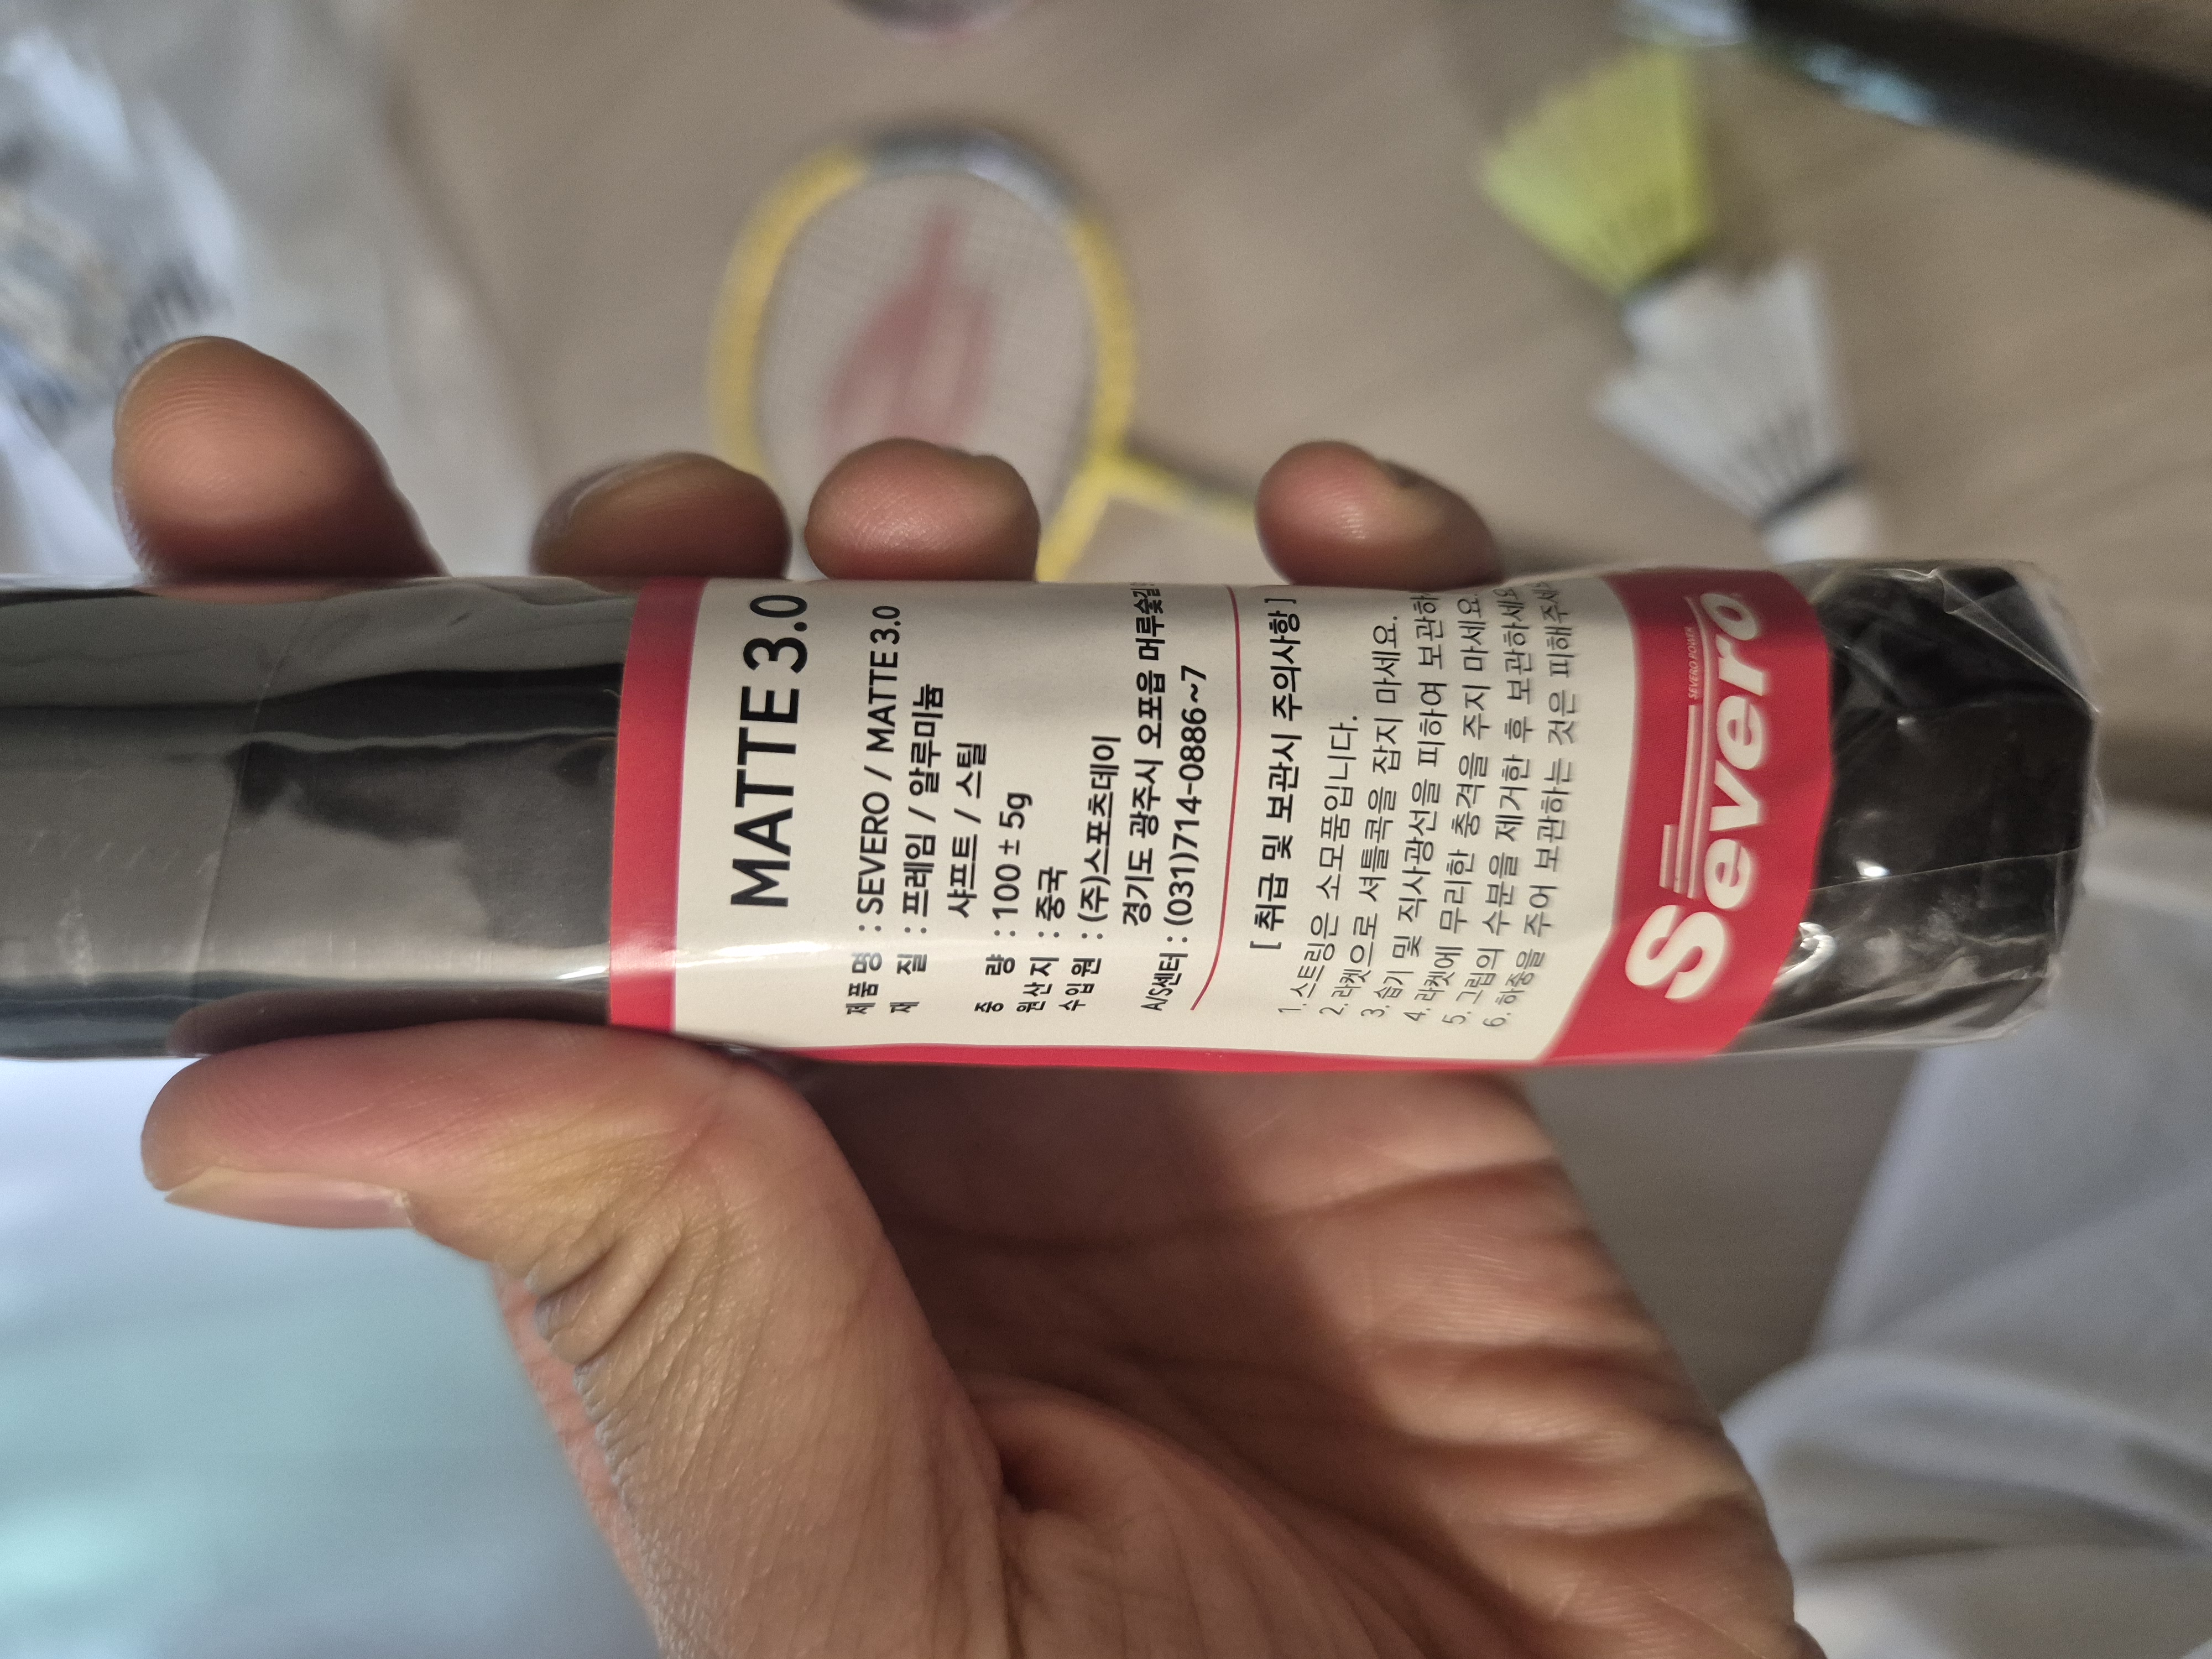 MATTE 3.0
제품명 : SEVERO / MATTE 3.0
재 질 : 프레임 / 알루미늄
샤프트 / 스틸
중 량 : 100 ± 5g
원산지 : 중국
수입원 : (주)스포츠데이
경기도 광주시 오포읍 머루숯길
A/S센터 : (031)714-0886~7
[ 취급 및 보관시 주의사항 ]
1. 스트링은 소모품입니다.
2. 라켓으로 셔틀콕을 잡지 마세요.
3. 습기 및 직사광선을 피하여 보관하
4. 라켓에 무리한 충격을 주지 마세요.
5. 그립의 수분을 제거한 후 보관하세요
6. 하중을 주어 보관하는 것은 피해주세
SEVERO POWER
Severo